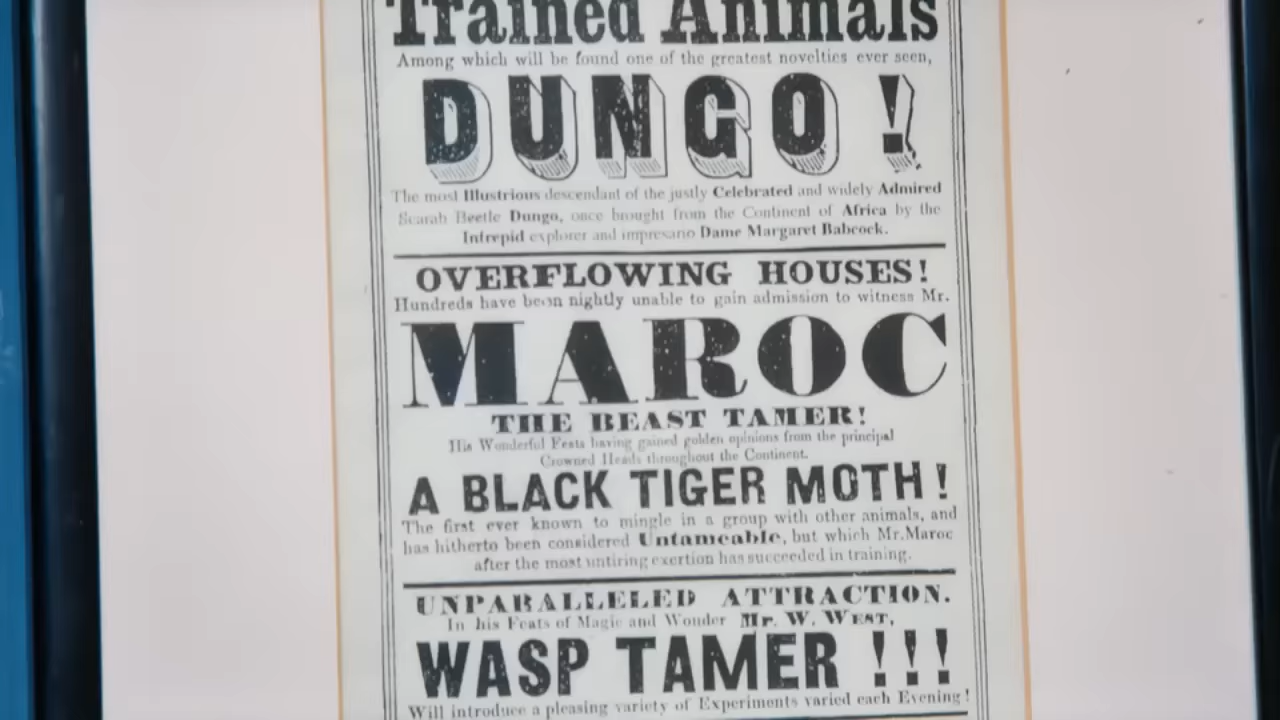 Trained Animals
Among which will be found one of the greatest novelties ever seen,
DUNGO !
The most Illustrious descendant of the justly Celebrated and widely Admired
Scarab Beetle Dungo, once brought from the Continent of Africa by the
Intrepid explorer and impresario Dame Margaret Babcock.
OVERFLOWING HOUSES!
Hundreds have been nightly unable to gain admission to witness Mr.
MAROC
THE BEAST TAMER!
His Wonderful Feats having gained golden opinions from the principal
Crowned Heads throughout the Continent.
A BLACK TIGER MOTH!
The first ever known to mingle in a group with other animals, and
has hitherto been considered Untameable, but which Mr.Maroc
after the most untiring exertion has succeeded in training.
UNPARALLELED ATTRACTION.
In his Feats of Magic and Wonder Mr. W. WEST,
WASP TAMER !!!
Will introduce a pleasing variety of Experiments varied each Evening!